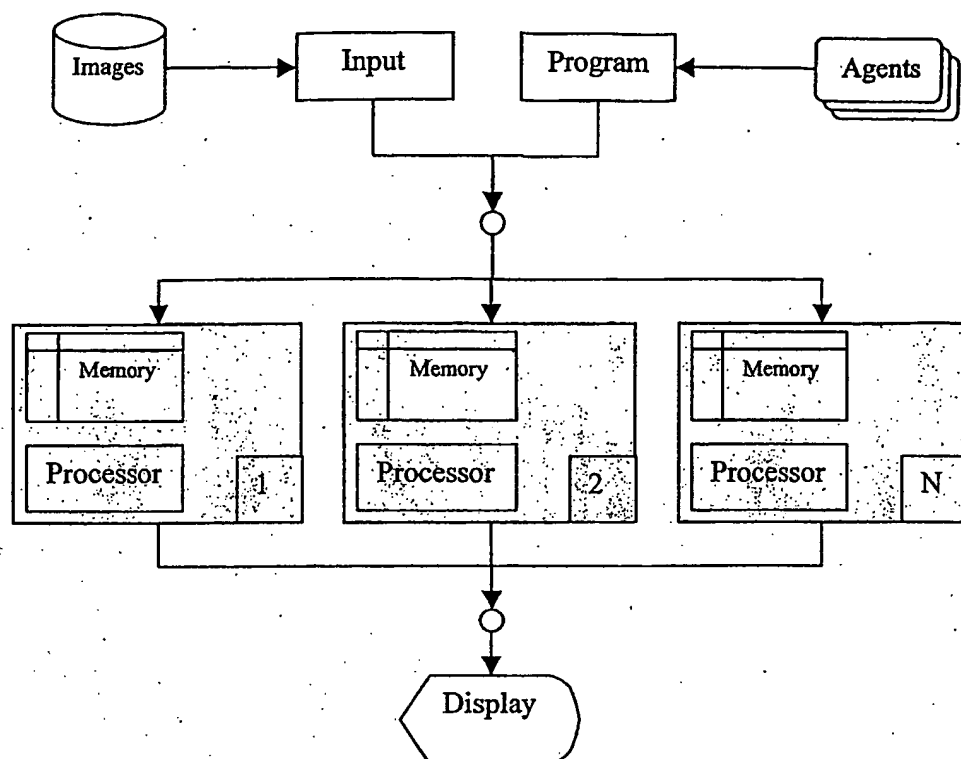 Images
Input
Program
Agents
Memory
Memory
Memory
Processor
1
Processor
2
Processor
N
Display